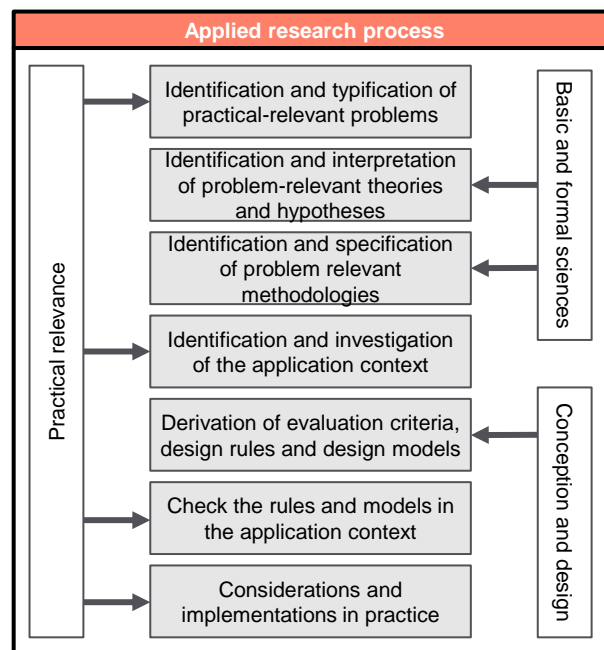 Applied research process
Practical relevance
Identification and typification of
practical-relevant problems
Identification and interpretation
of problem-relevant theories
and hypotheses
Identification and specification
of problem relevant
methodologies
Identification and investigation
of the application context
Derivation of evaluation criteria,
design rules and design models
Check the rules and models in
the application context
Considerations and
implementations in practice
Basic and formal sciences
Conception and design